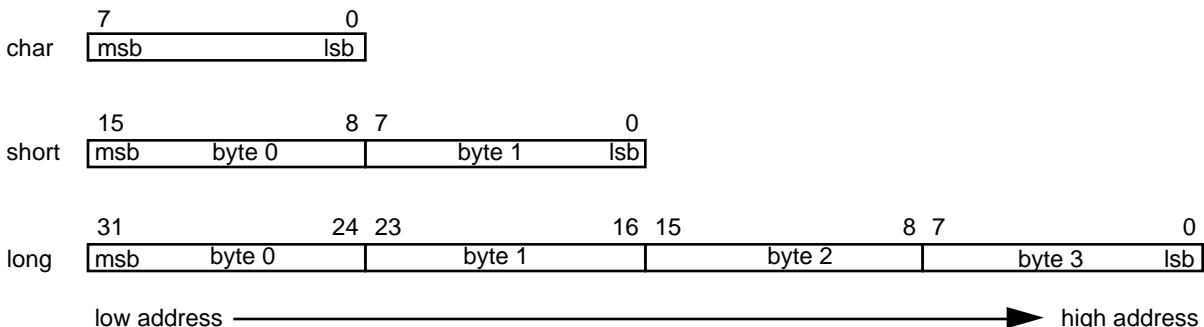 7 0
char msb lsb
15 8 7 0
short msb byte 0 byte 1 lsb
31 24 23 16 15 8 7 0
long msb byte 0 byte 1 byte 2 byte 3 lsb
low address high address